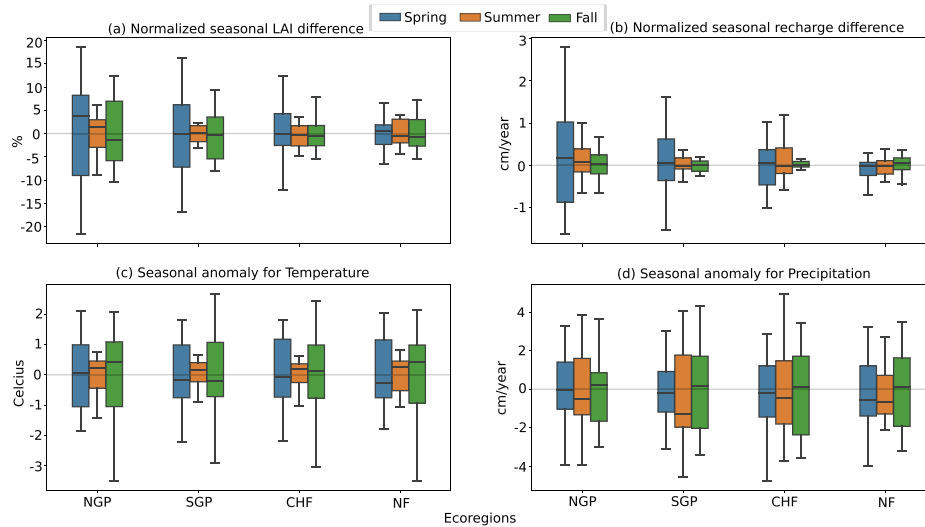 Spring Summer Fall
(a) Normalized seasonal LAI difference
(b) Normalized seasonal recharge difference
20
15
10
5
0
-5
-10
-15
-20
%
3
2
1
0
-1
cm/year
(c) Seasonal anomaly for Temperature
(d) Seasonal anomaly for Precipitation
2
1
0
-1
-2
-3
Celcius
4
2
0
-2
-4
cm/year
NGP SGP CHF NF
NGP SGP CHF NF
Ecoregions